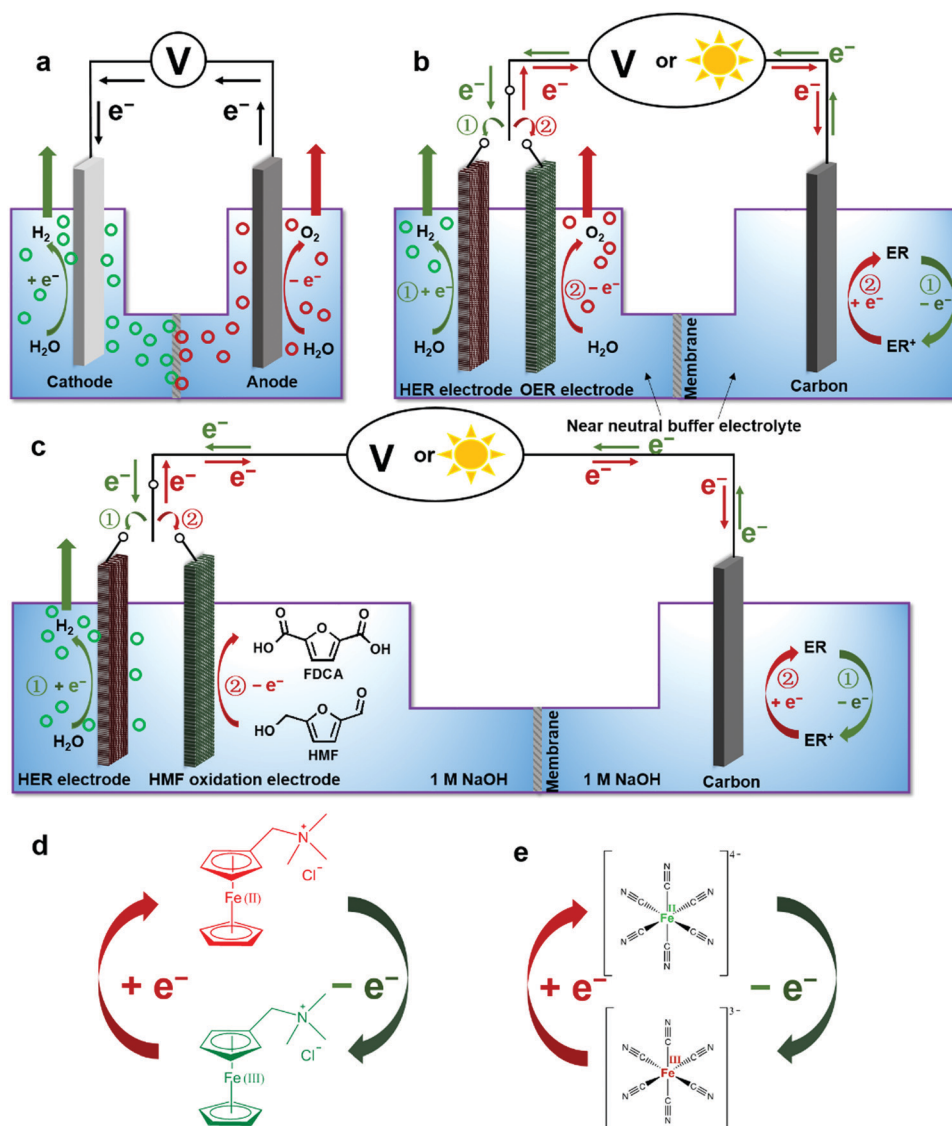 a
V
e⁻
e⁻
H₂
+ e⁻
H₂O
Cathode
O₂
– e⁻
H₂O
Anode
b
V or
e⁻
e⁻
e⁻
e⁻
①
②
H₂
① + e⁻
H₂O
HER electrode
O₂
② – e⁻
H₂O
OER electrode
Membrane
ER
②
+ e⁻
①
– e⁻
ER⁺
Carbon
Near neutral buffer electrolyte
c
V or
e⁻
e⁻
e⁻
e⁻
e⁻
e⁻
e⁻
e⁻
①
②
H₂
① + e⁻
H₂O
HER electrode
② – e⁻
HO
O
O
O
OH
FDCA
HO
O
O
HMF
HMF oxidation electrode
1 M NaOH
Membrane
1 M NaOH
ER
②
+ e⁻
①
– e⁻
ER⁺
Carbon
d
N⁺
Cl⁻
Fe(II)
+ e⁻
– e⁻
N⁺
Cl⁻
Fe(III)
e
4−
N
C
N≡C
C≡N
II
Fe
N≡C
C≡N
C
N
+ e⁻
– e⁻
3−
N
C
N≡C
C≡N
III
Fe
N≡C
C≡N
C
N